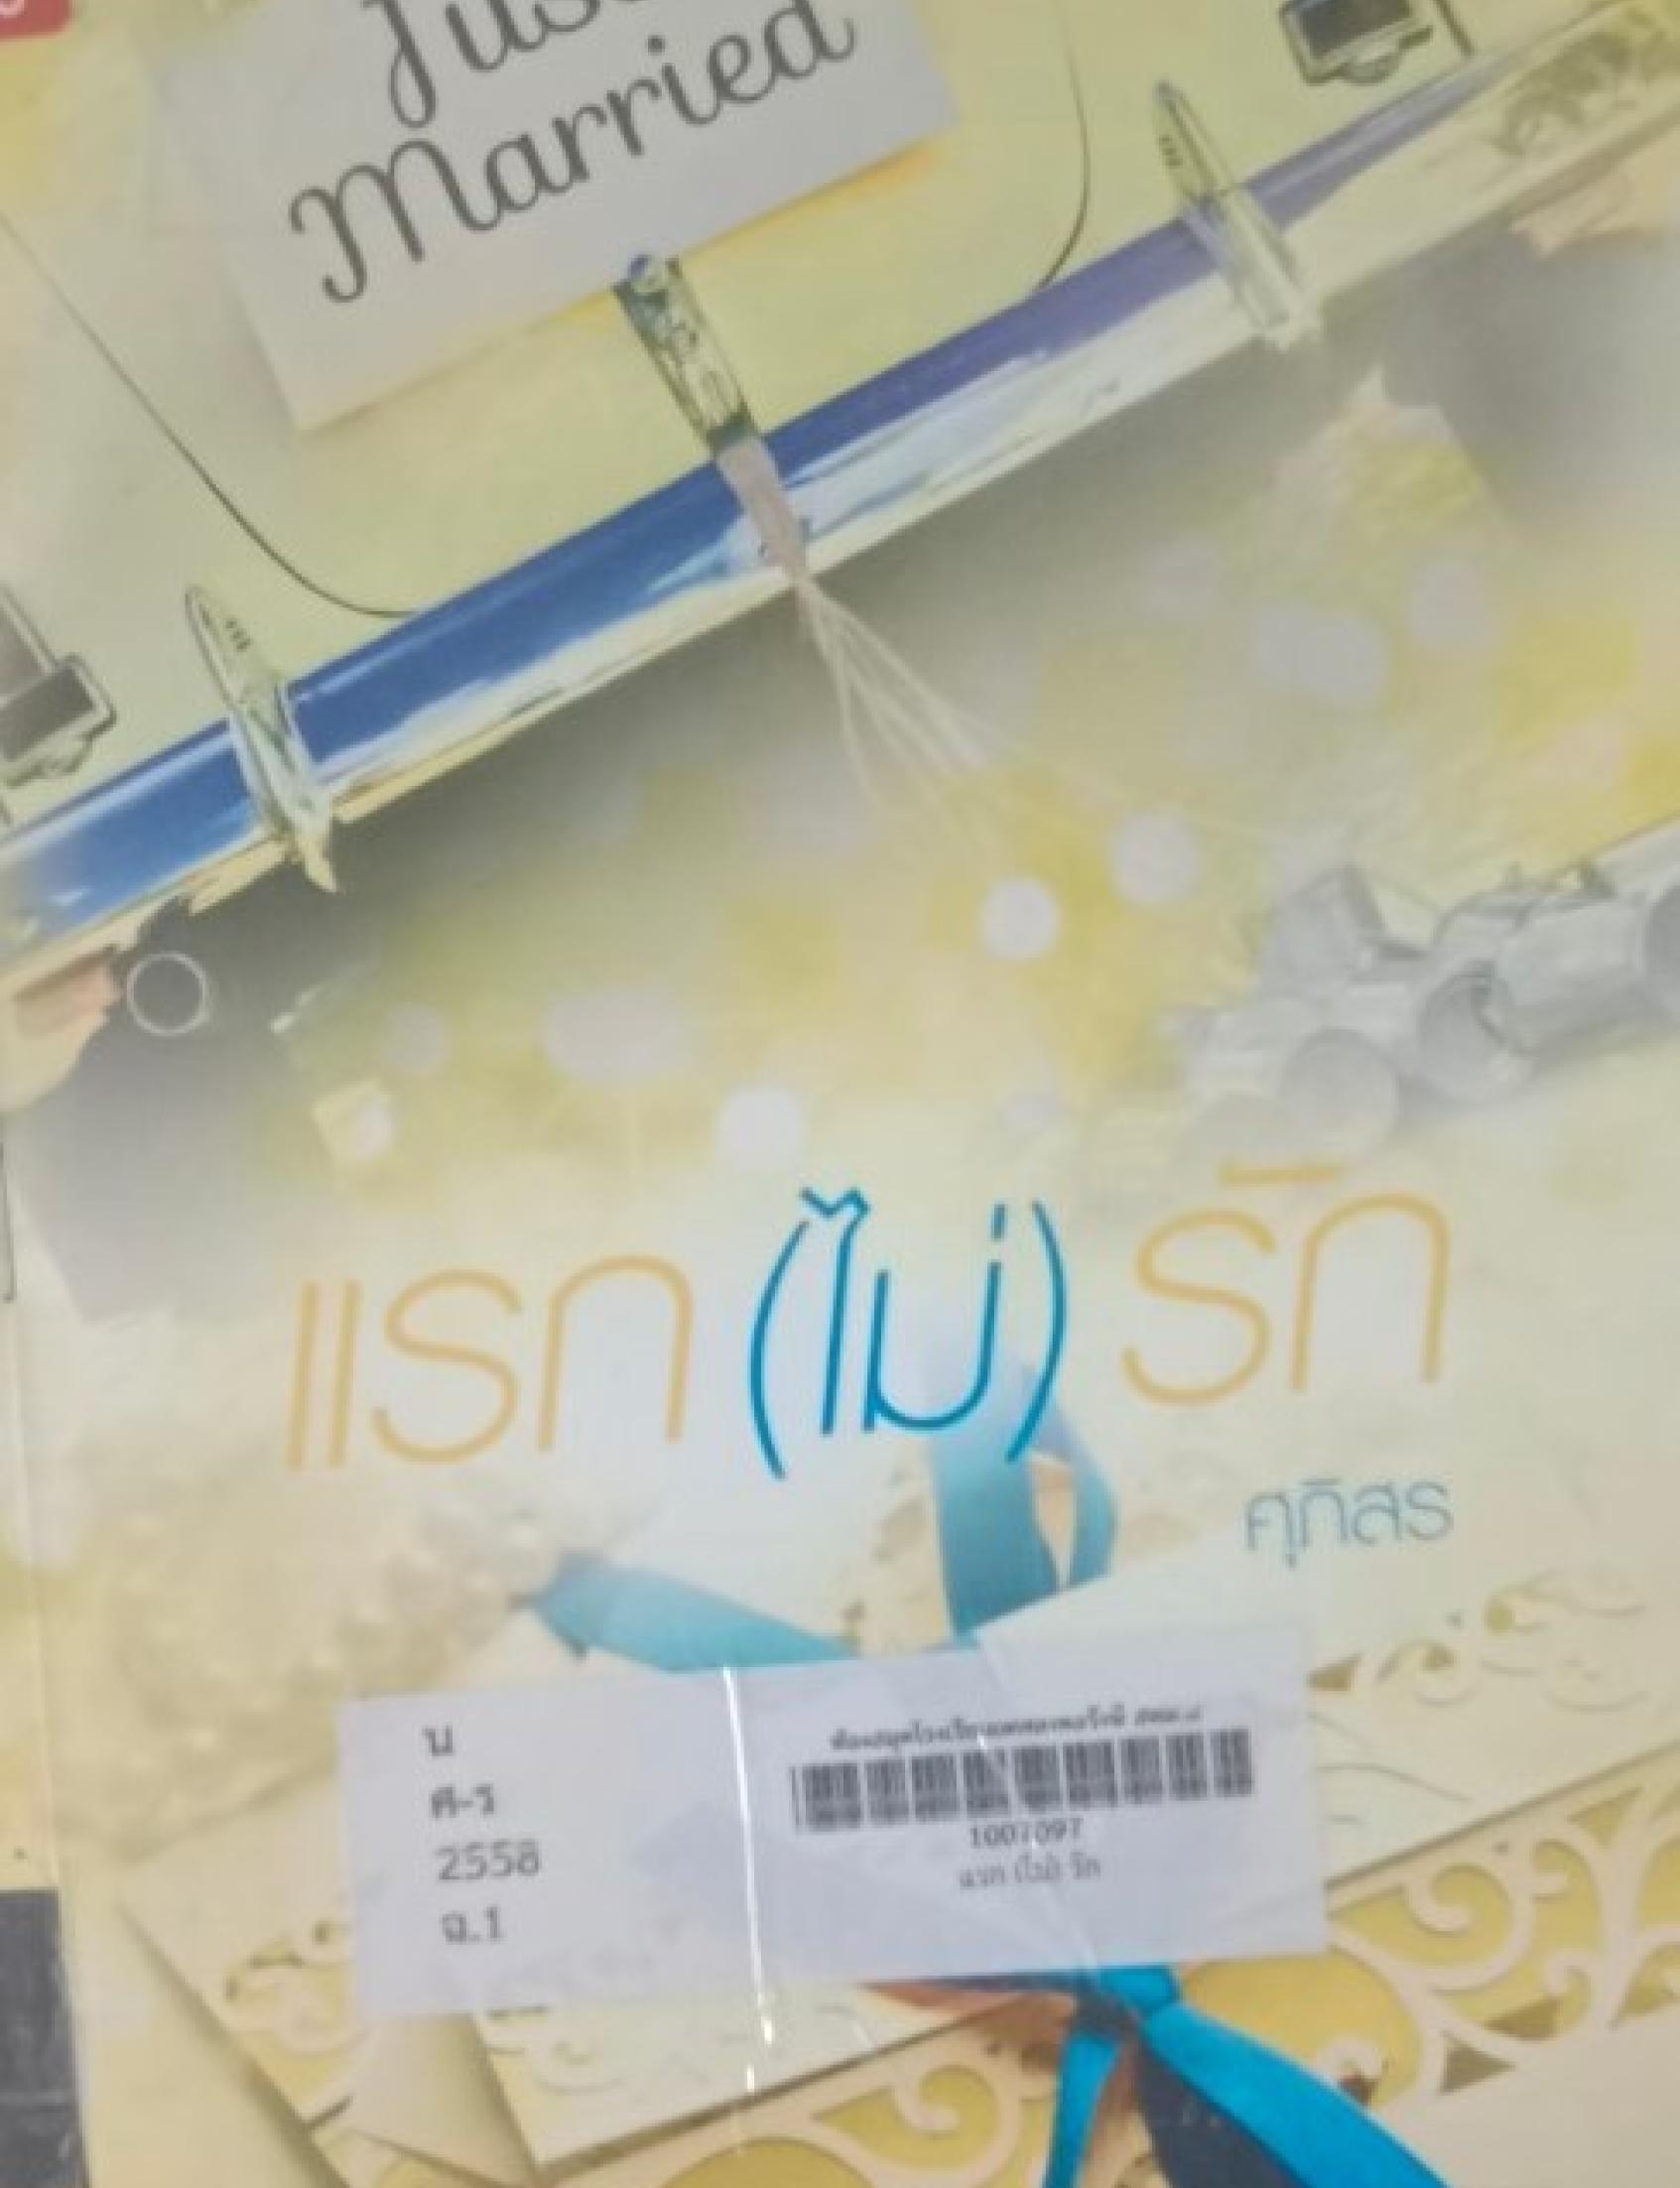 Just
Married
แรก (ไม่) รัก
ศุภิสร
น
ศ-ร
2558
ฉ.1
1007097
แรก (ไม่) รัก